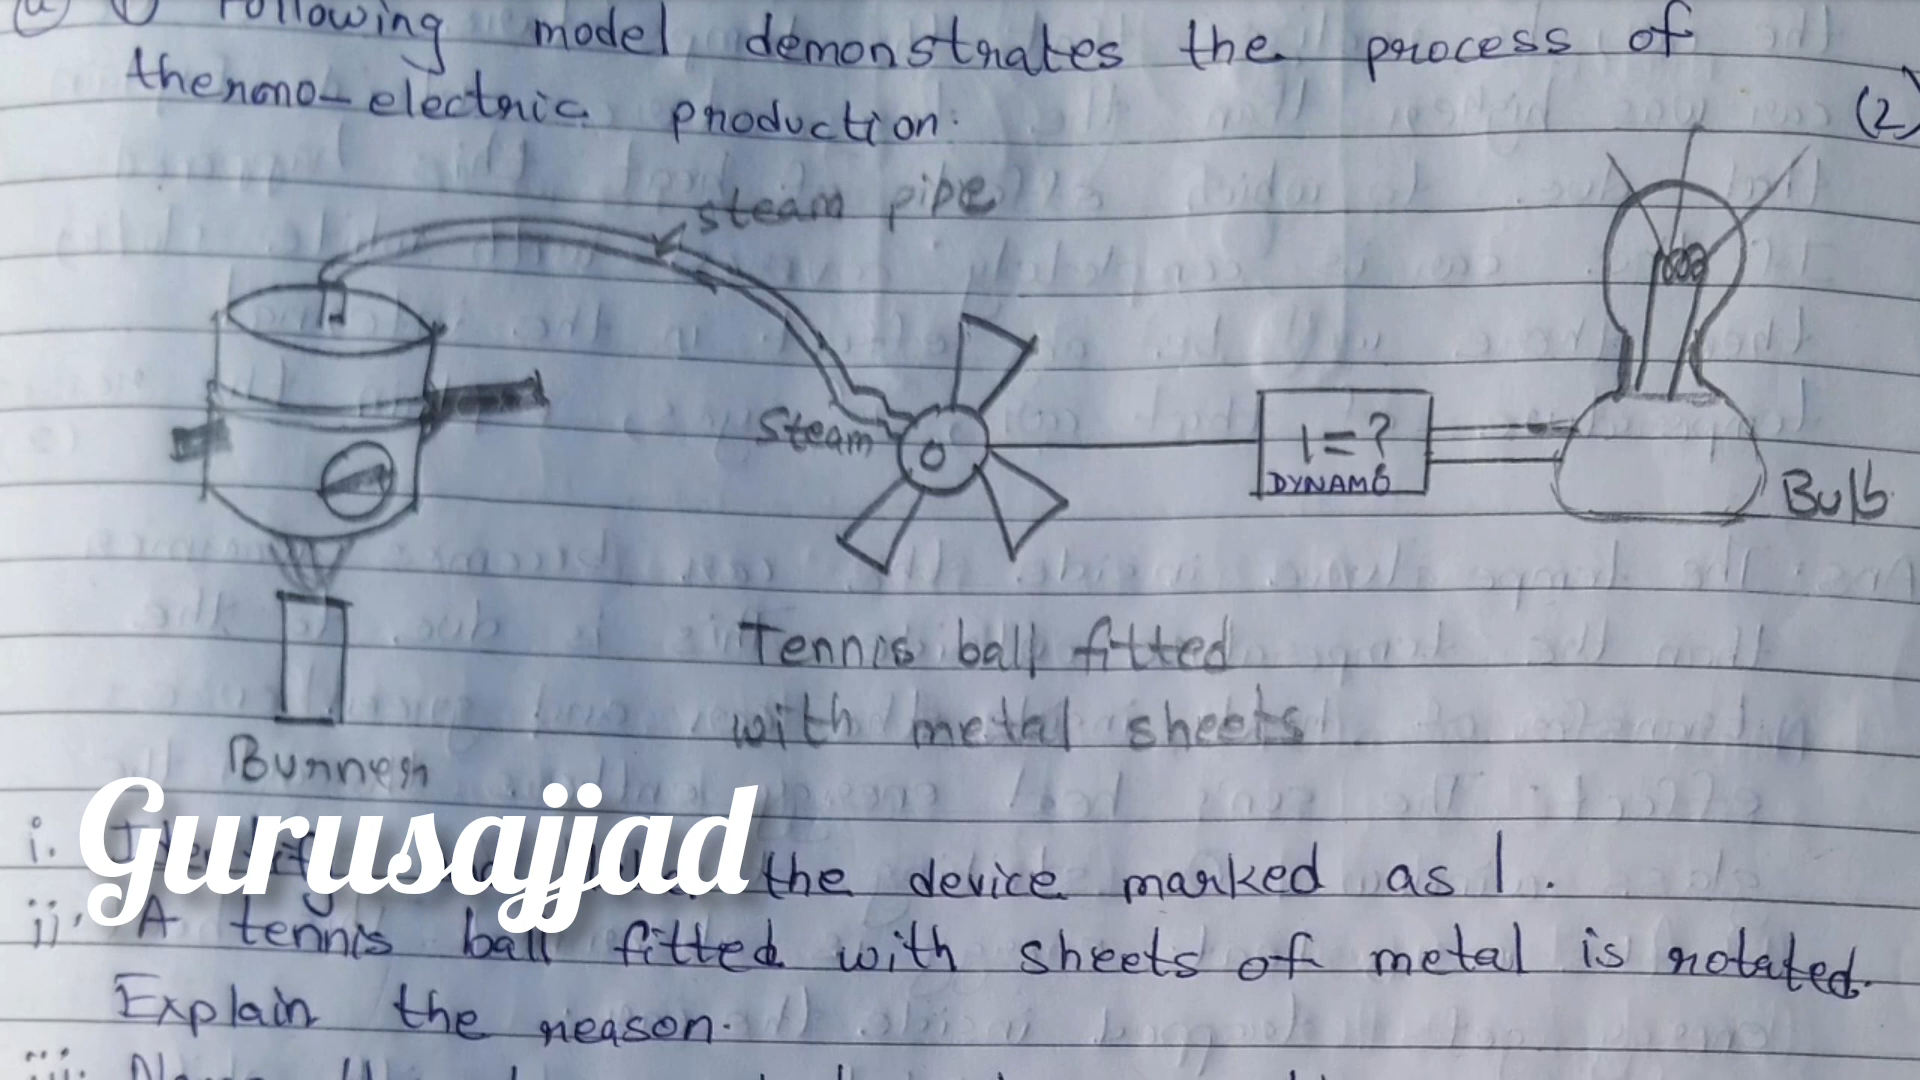 Following model demonstrates the process of
thermo-electric production.
(2)
steam pipe
Steam
1=?
DYNAMO
Bulb
Tennis ball fitted
with metal sheets
Burner
Gurusajjad
i. the device marked as 1.
ii. A tennis ball fitted with sheets of metal is rotated.
Explain the reason.
iii.